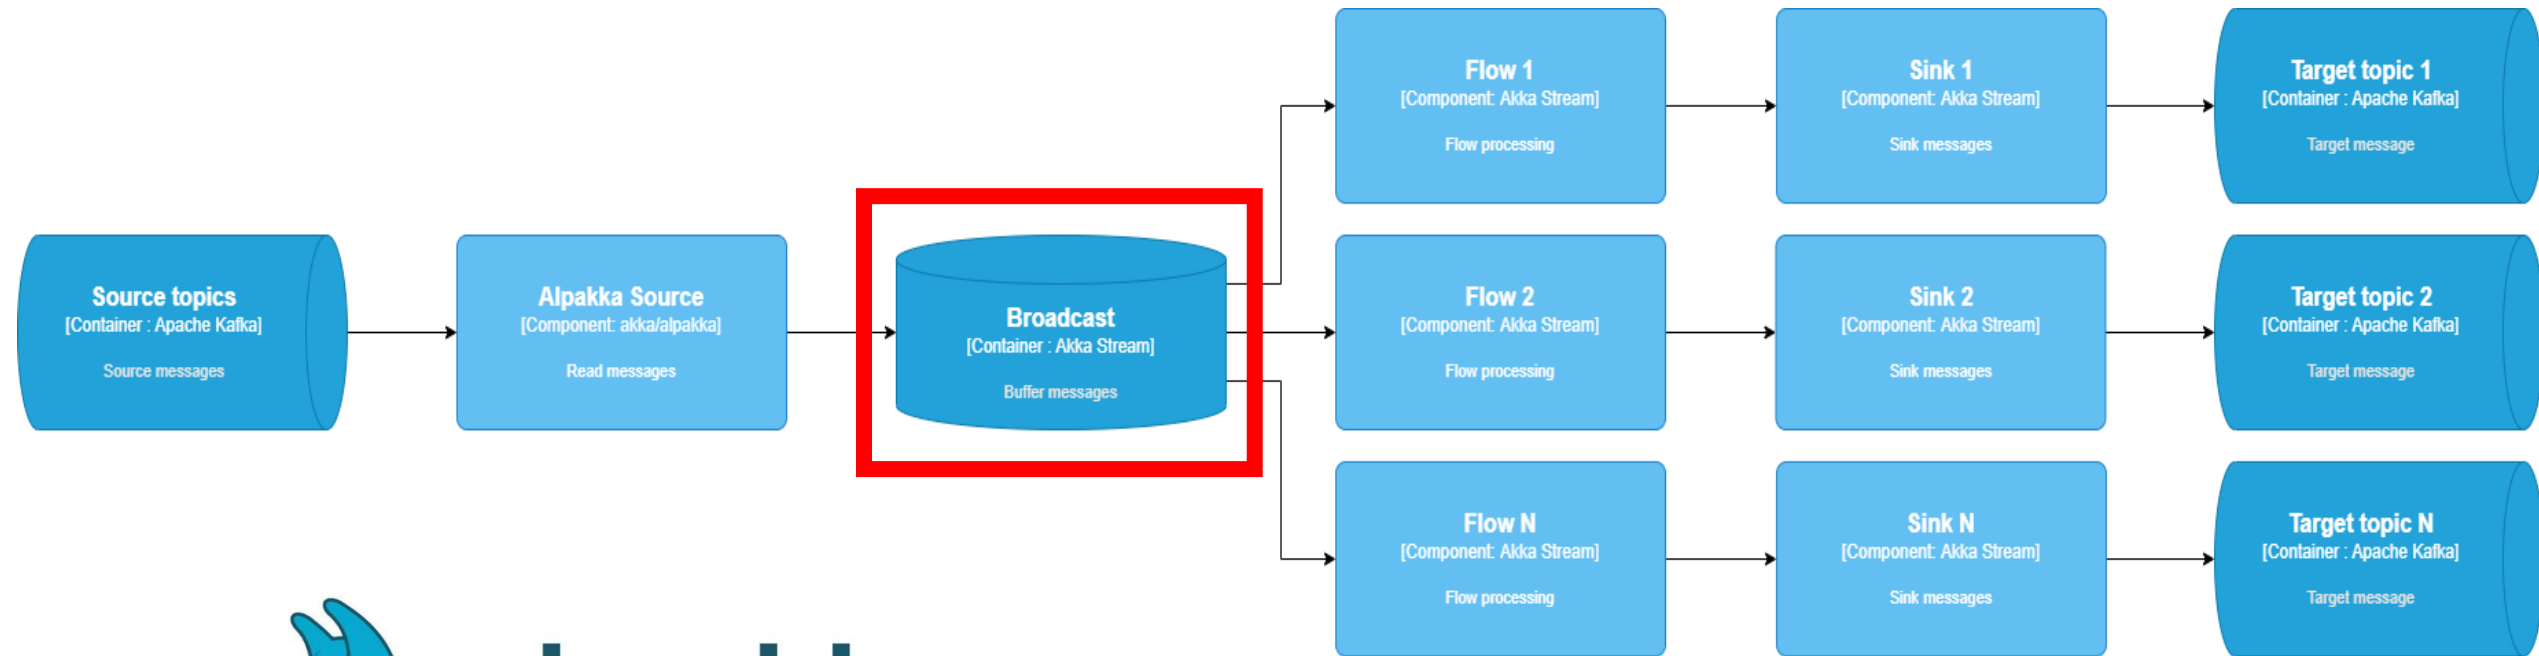 Flow 1
[Component: Akka Stream]
Flow processing
Sink 1
[Component: Akka Stream]
Sink messages
Target topic 1
[Container : Apache Kafka]
Target message
Source topics
[Container : Apache Kafka]
Source messages
Alpakka Source
[Component: akka/alpakka]
Read messages
Broadcast
[Container : Akka Stream]
Buffer messages
Flow 2
[Component: Akka Stream]
Flow processing
Sink 2
[Component: Akka Stream]
Sink messages
Target topic 2
[Container : Apache Kafka]
Target message
Flow N
[Component: Akka Stream]
Flow processing
Sink N
[Component: Akka Stream]
Sink messages
Target topic N
[Container : Apache Kafka]
Target message